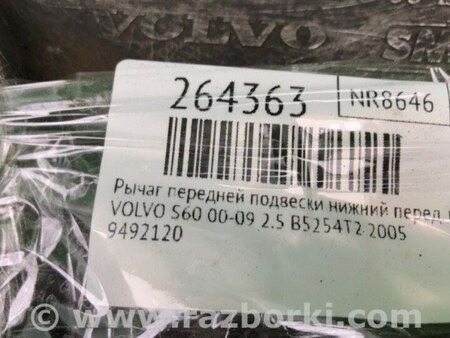 VOLVO
264363
NR8646
Рычаг передней подвески нижний перед.
VOLVO S60 00-09 2.5 B5254T2 2005
9492120
www.razborki.com